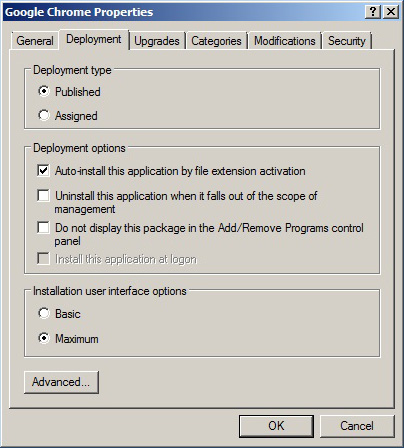 Google Chrome Properties
General Deployment Upgrades Categories Modifications Security
Deployment type
Published
Assigned
Deployment options
Auto-install this application by file extension activation
Uninstall this application when it falls out of the scope of
management
Do not display this package in the Add/Remove Programs control
panel
Install this application at logon
Installation user interface options
Basic
Maximum
Advanced...
OK Cancel